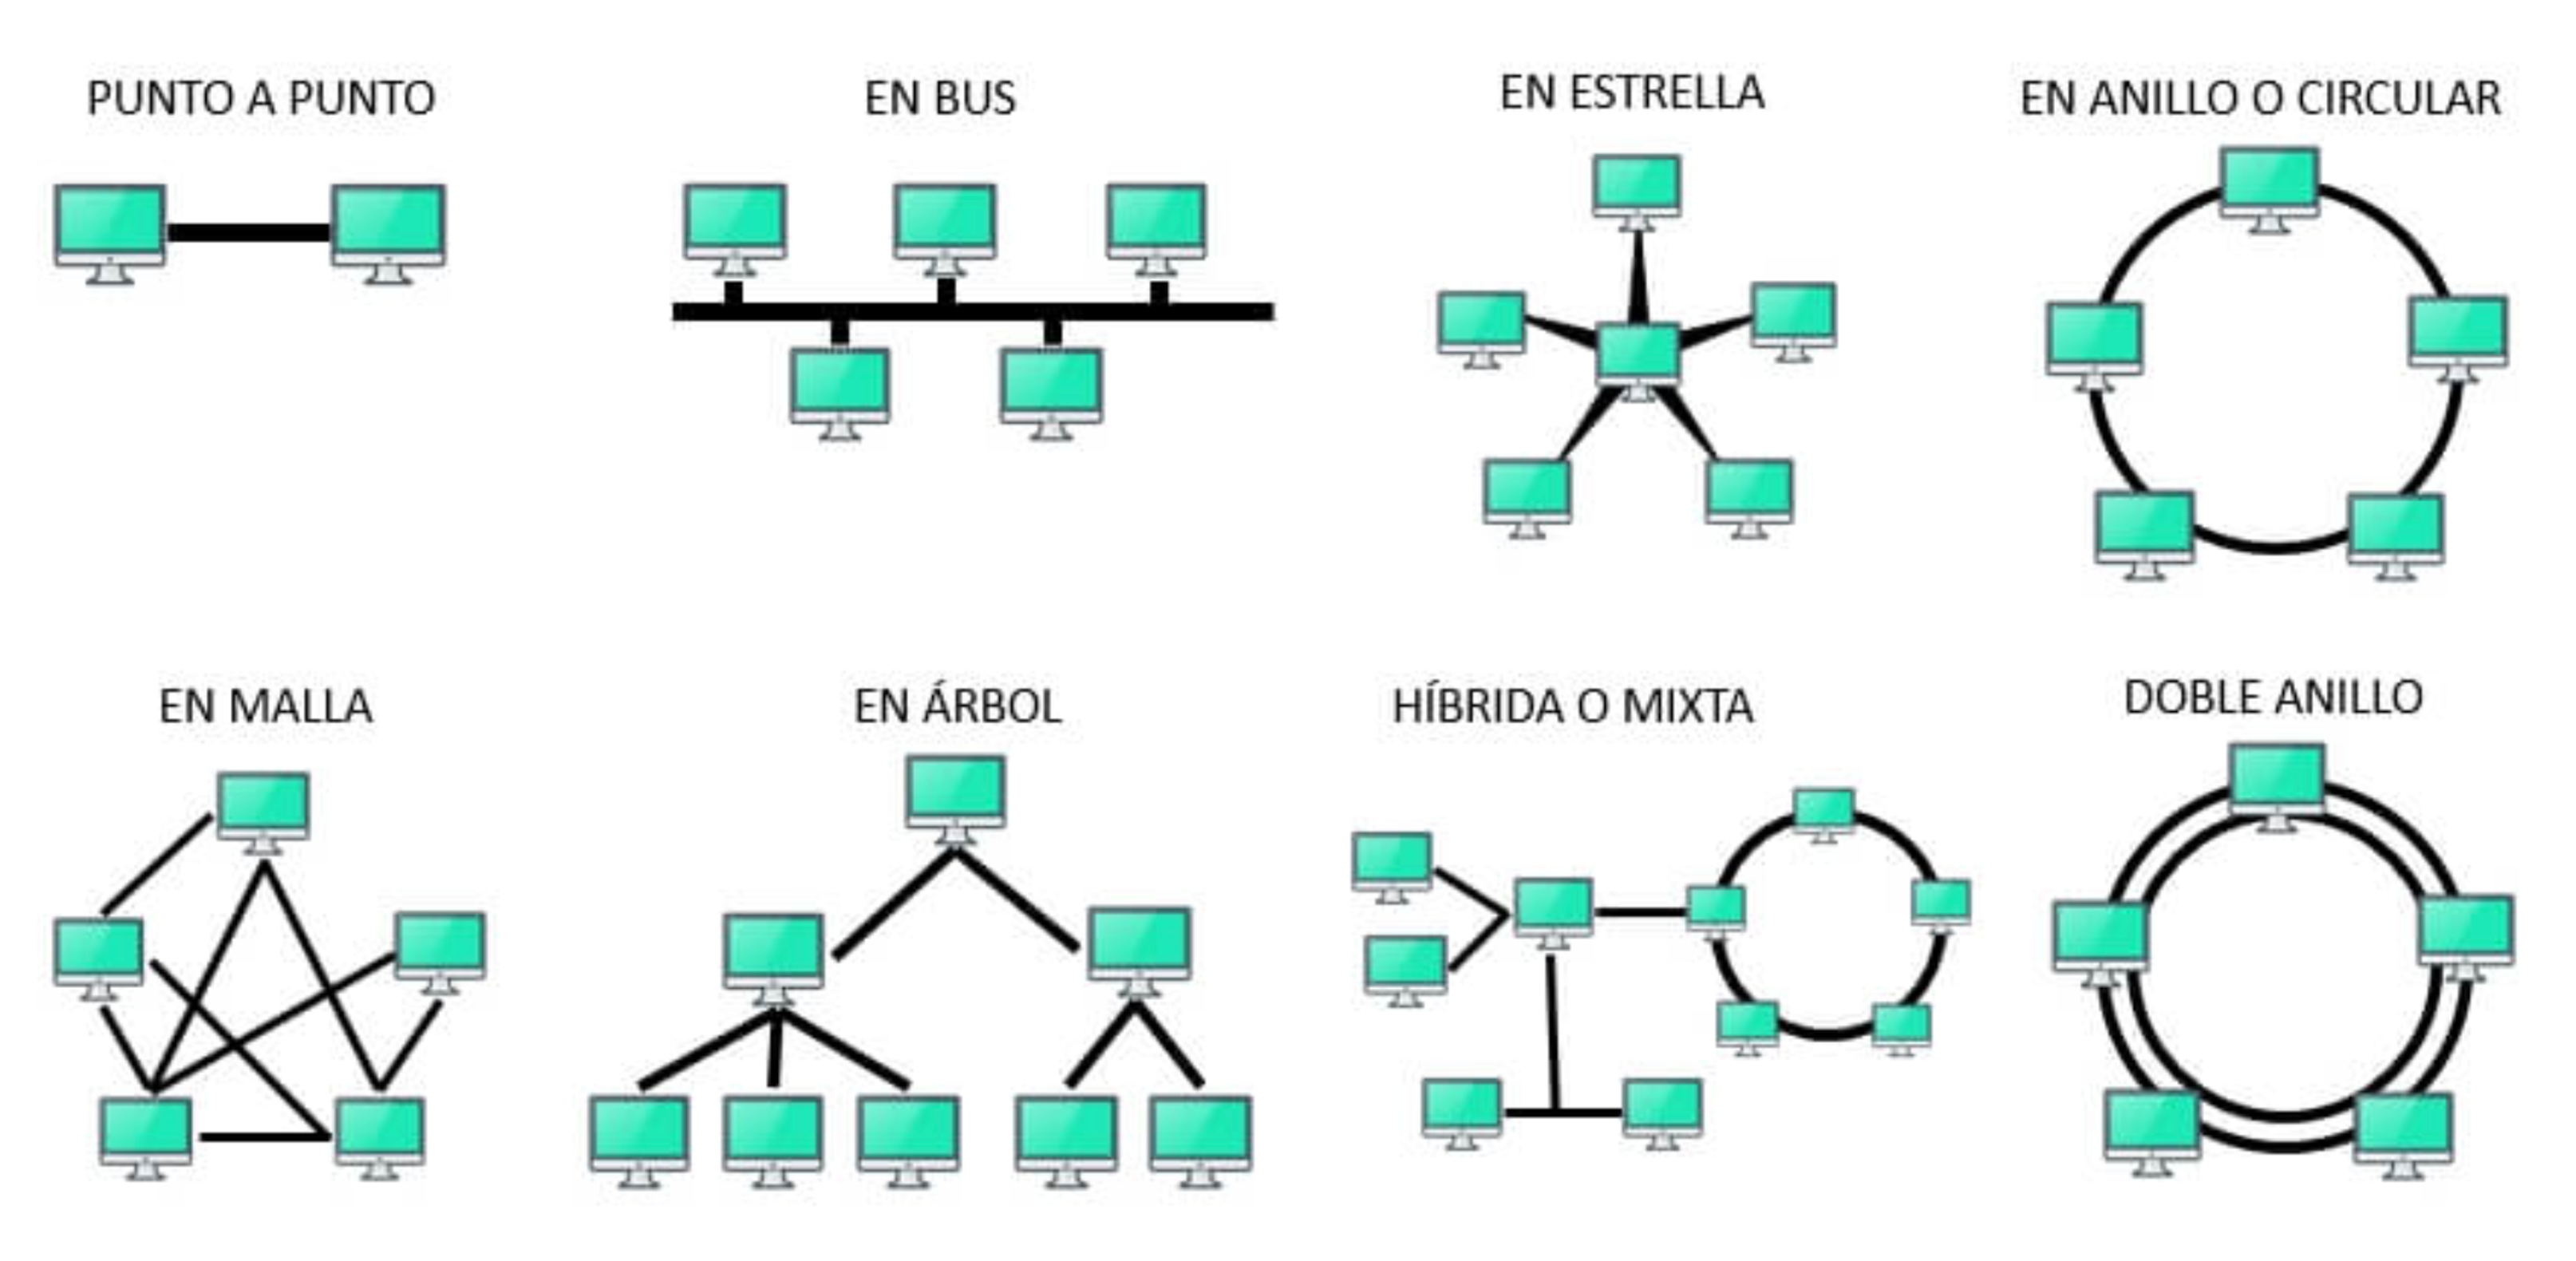 PUNTO A PUNTO
EN BUS
EN ESTRELLA
EN ANILLO O CIRCULAR
EN MALLA
EN ÁRBOL
HÍBRIDA O MIXTA
DOBLE ANILLO